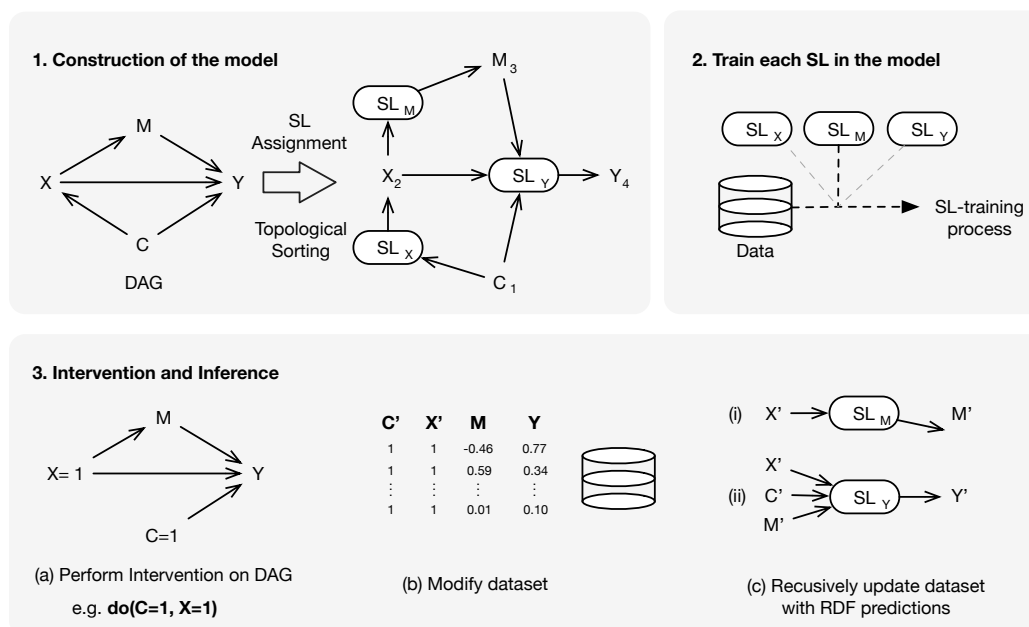 1. Construction of the model
M
X
Y
C
DAG
SL
Assignment
Topological
Sorting
SL M
M 3
X 2
SL Y
Y 4
SL X
C 1
2. Train each SL in the model
SL X
SL M
SL Y
Data
SL-training
process
3. Intervention and Inference
M
X= 1
Y
C=1
(a) Perform Intervention on DAG
e.g. do(C=1, X=1)
C' X' M Y
1 1 -0.46 0.77
1 1 0.59 0.34
⋮ ⋮ ⋮ ⋮
1 1 0.01 0.10
(b) Modify dataset
(i) X' SL M M'
X'
(ii) C' SL Y Y'
M'
(c) Recusively update dataset
with RDF predictions